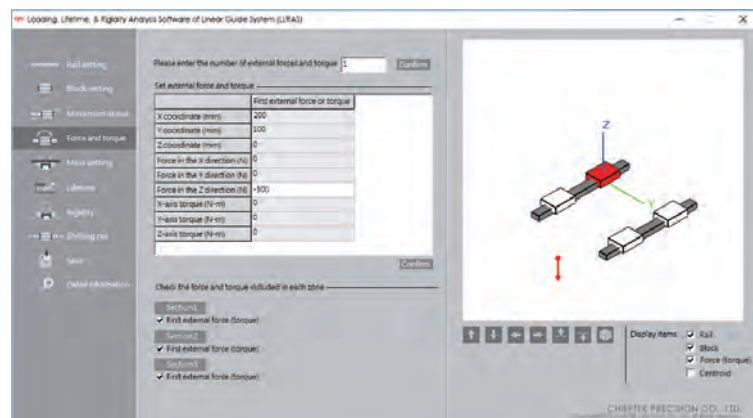 Loading, Lifetime, & Rigidity Analysis Software of Linear Guide System (LLRAS)
Rail setting
Block setting
Movement status
Force and torque
Mass setting
Lifetime
Rigidity
Shifting nut
Save
Detail information
Please enter the number of external forces and torque 1 Confirm
Set external force and torque
First external force or torque
X coordinate (mm) 200
Y coordinate (mm) 100
Z coordinate (mm) 0
Force in the X direction (N) 0
Force in the Y direction (N) 0
Force in the Z direction (N) -300
X-axis torque (N-m) 0
Y-axis torque (N-m) 0
Z-axis torque (N-m) 0
Confirm
Check the force and torque included in each zone
Section1
First external force (torque)
Section2
First external force (torque)
Section3
First external force (torque)
Z
Y
Display items
Rail
Block
Force (torque)
Centroid
CHIEFTEK PRECISION CO., LTD.